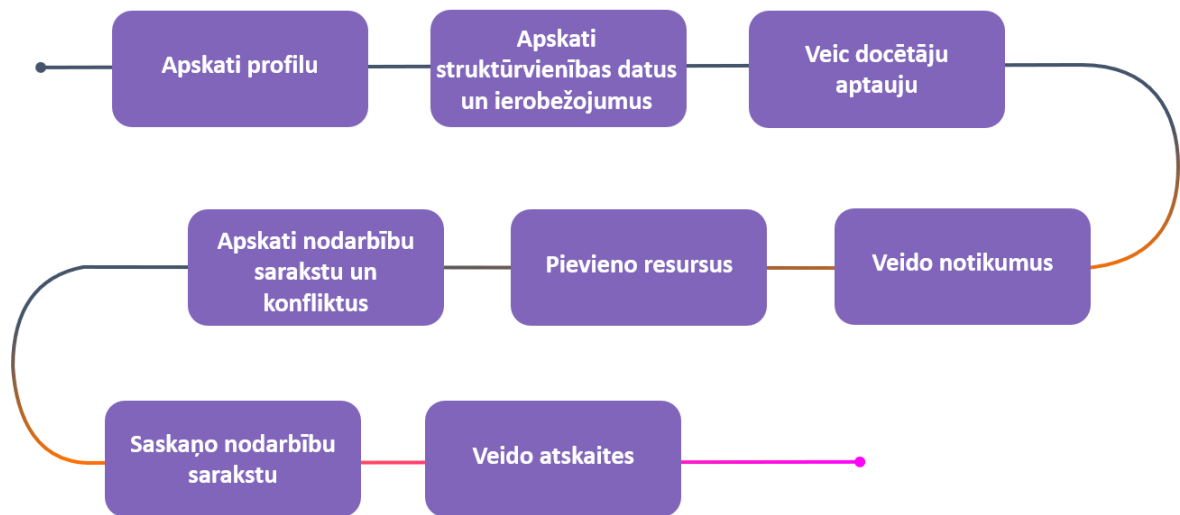 Apskati profilu
Apskati
struktūrvienības datus
un ierobežojumus
Veic docētāju
aptauju
Veido notikumus
Pievieno resursus
Apskati nodarbību
sarakstu un
konfliktus
Saskaņo nodarbību
sarakstu
Veido atskaites